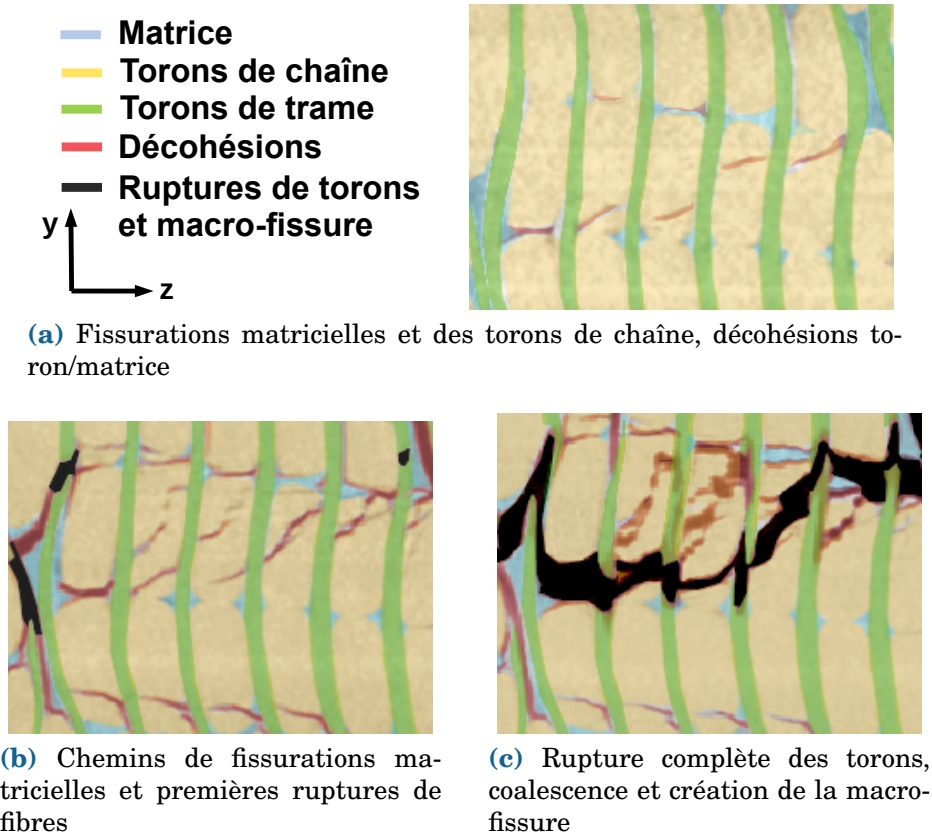 Matrice
Torons de chaîne
Torons de trame
Décohésions
Ruptures de torons
et macro-fissure
y
z
(a) Fissurations matricielles et des torons de chaîne, décohésions to-
ron/matrice
(b) Chemins de fissurations ma-
tricielles et premières ruptures de
fibres
(c) Rupture complète des torons,
coalescence et création de la macro-
fissure